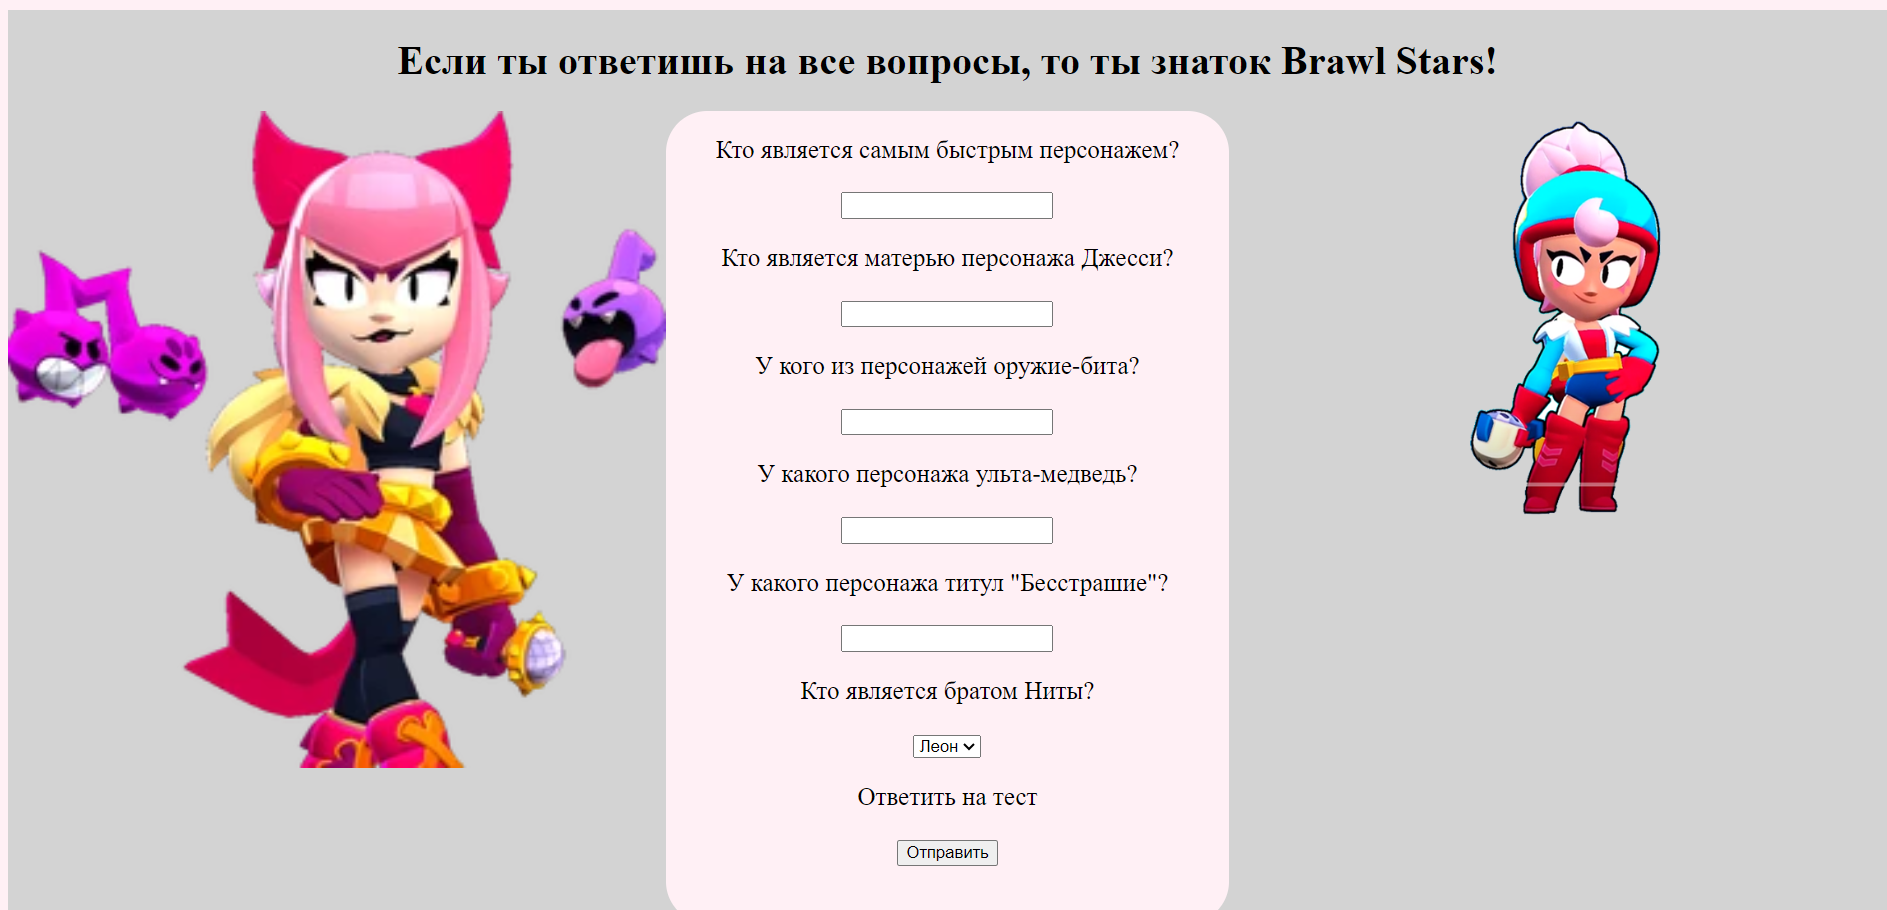 Если ты ответишь на все вопросы, то ты знаток Brawl Stars!
Кто является самым быстрым персонажем?
Кто является матерью персонажа Джесси?
У кого из персонажей оружие-бита?
У какого персонажа ульта-медведь?
У какого персонажа титул "Бесстрашие"?
Кто является братом Ниты?
Леон
Ответить на тест
Отправить